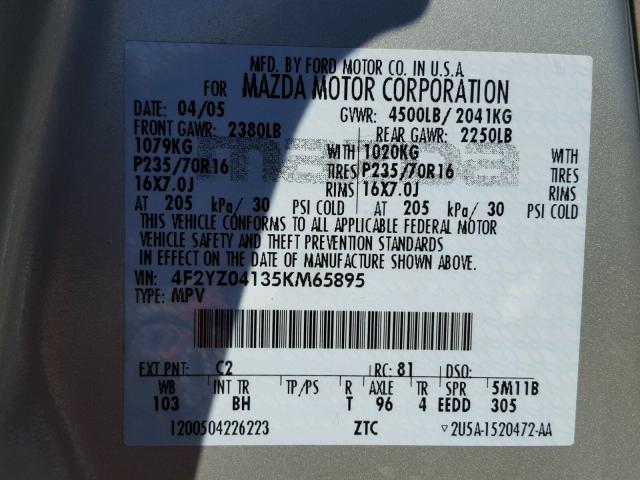 MFD. BY FORD MOTOR CO. IN U.S.A
FOR MAZDA MOTOR CORPORATION
DATE: 04/05 GVWR: 4500LB/ 2041KG
FRONT GAWR: 2380LB REAR GAWR: 2250LB
1079KG WITH 1020KG WITH
P235/70R16 TIRES P235/70R16 TIRES
16X7.0J RIMS 16X7.0J RIMS
AT 205 kPa/ 30 PSI COLD AT 205 kPa/ 30 PSI COLD
THIS VEHICLE CONFORMS TO ALL APPLICABLE FEDERAL MOTOR
VEHICLE SAFETY AND THEFT PREVENTION STANDARDS
IN EFFECT ON THE DATE OF MANUFACTURE SHOWN ABOVE.
VIN: 4F2YZ04135KM65895
TYPE: MPV
EXT PNT: C2 RC: 81 DSO:
WB INT TR TP/PS R AXLE TR SPR 5M11B
103 BH T 96 4 EEDD 305
1200504226223 ZTC ▽2U5A-1520472-AA
mazda